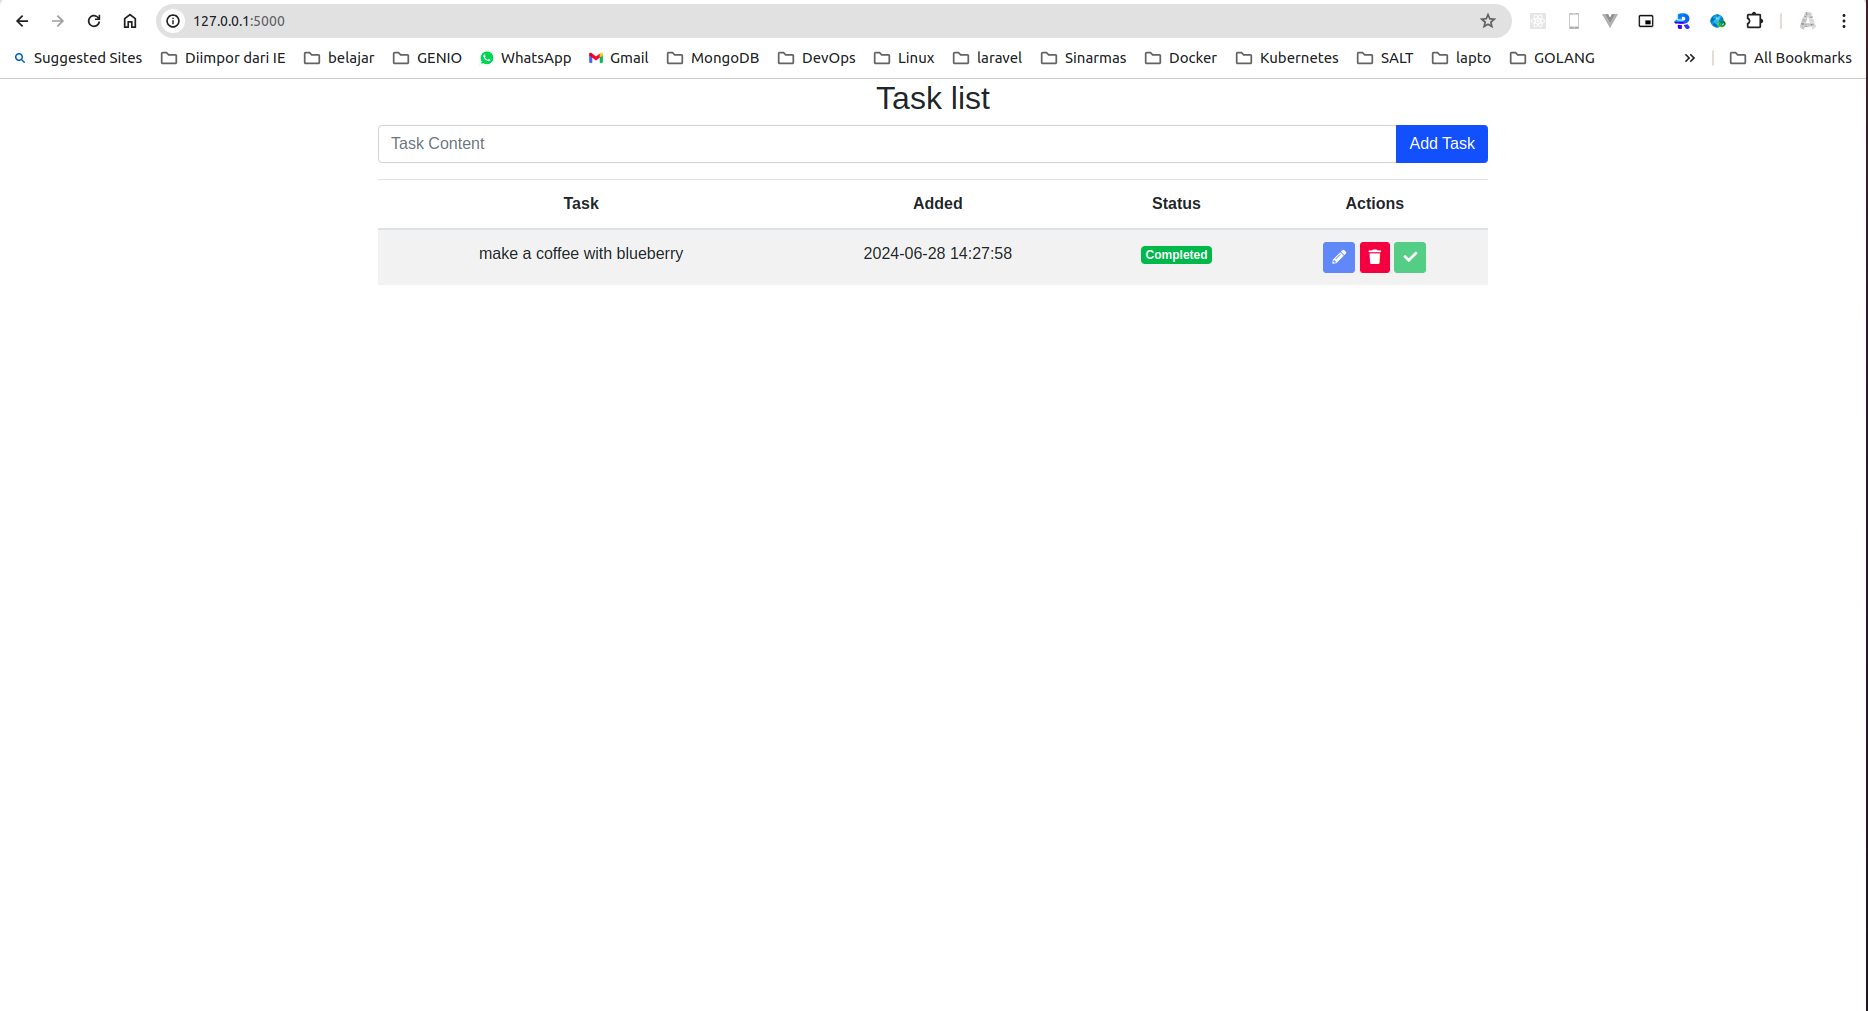 127.0.0.1:5000
Suggested Sites Diimpor dari IE belajar GENIO WhatsApp Gmail MongoDB DevOps Linux laravel Sinarmas Docker Kubernetes SALT lapto GOLANG » All Bookmarks
Task list
Task Content Add Task
Task Added Status Actions
make a coffee with blueberry 2024-06-28 14:27:58 Completed